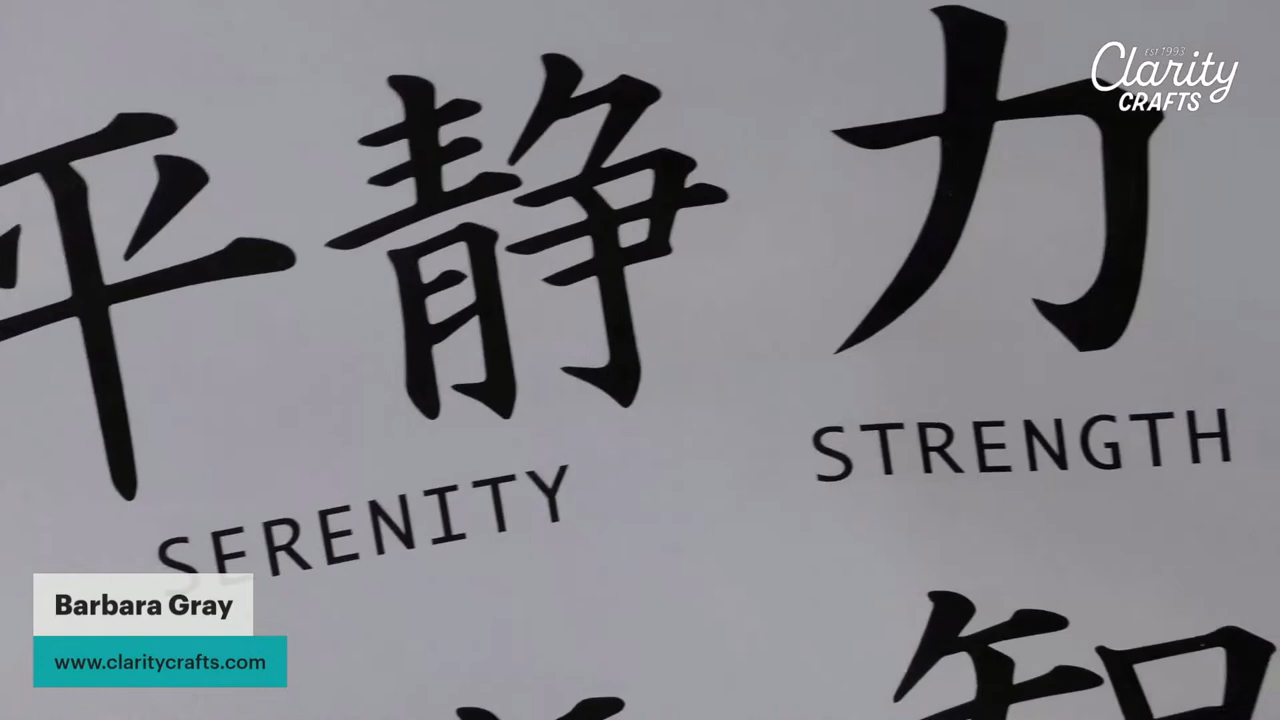 EST 1993
Clarity
CRAFTS
平静
力
SERENITY
STRENGTH
Barbara Gray
www.claritycrafts.com